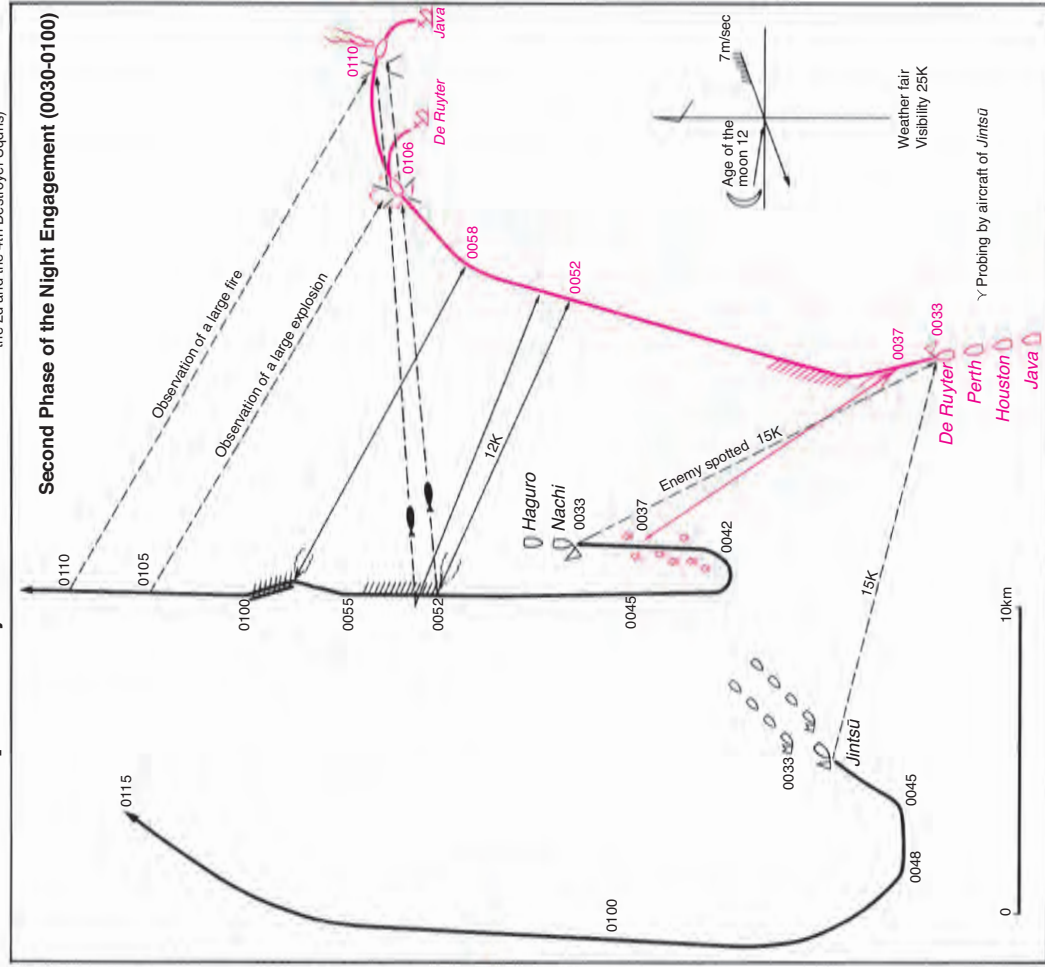 Second Phase of the Night Engagement (0030-0100)
0110
Observation of a large fire
0105
Observation of a large explosion
0110
Java
De Ruyter
0106
0100
0058
0055
0052
0052
12K
Haguro
Nachi
0033
Enemy spotted 15K
0037
0042
0045
0037
0033
De Ruyter
Perth
Houston
Java
15K
0033
Jintsū
0045
0048
0100
0115
7m/sec
Age of the
moon 12
Weather fair
Visibility 25K
Probing by aircraft of Jintsū
0
10km